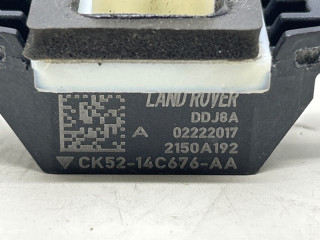 LAND ROVER
DDJ8A
A 02222017
2150A192
CK52-14C676-AA